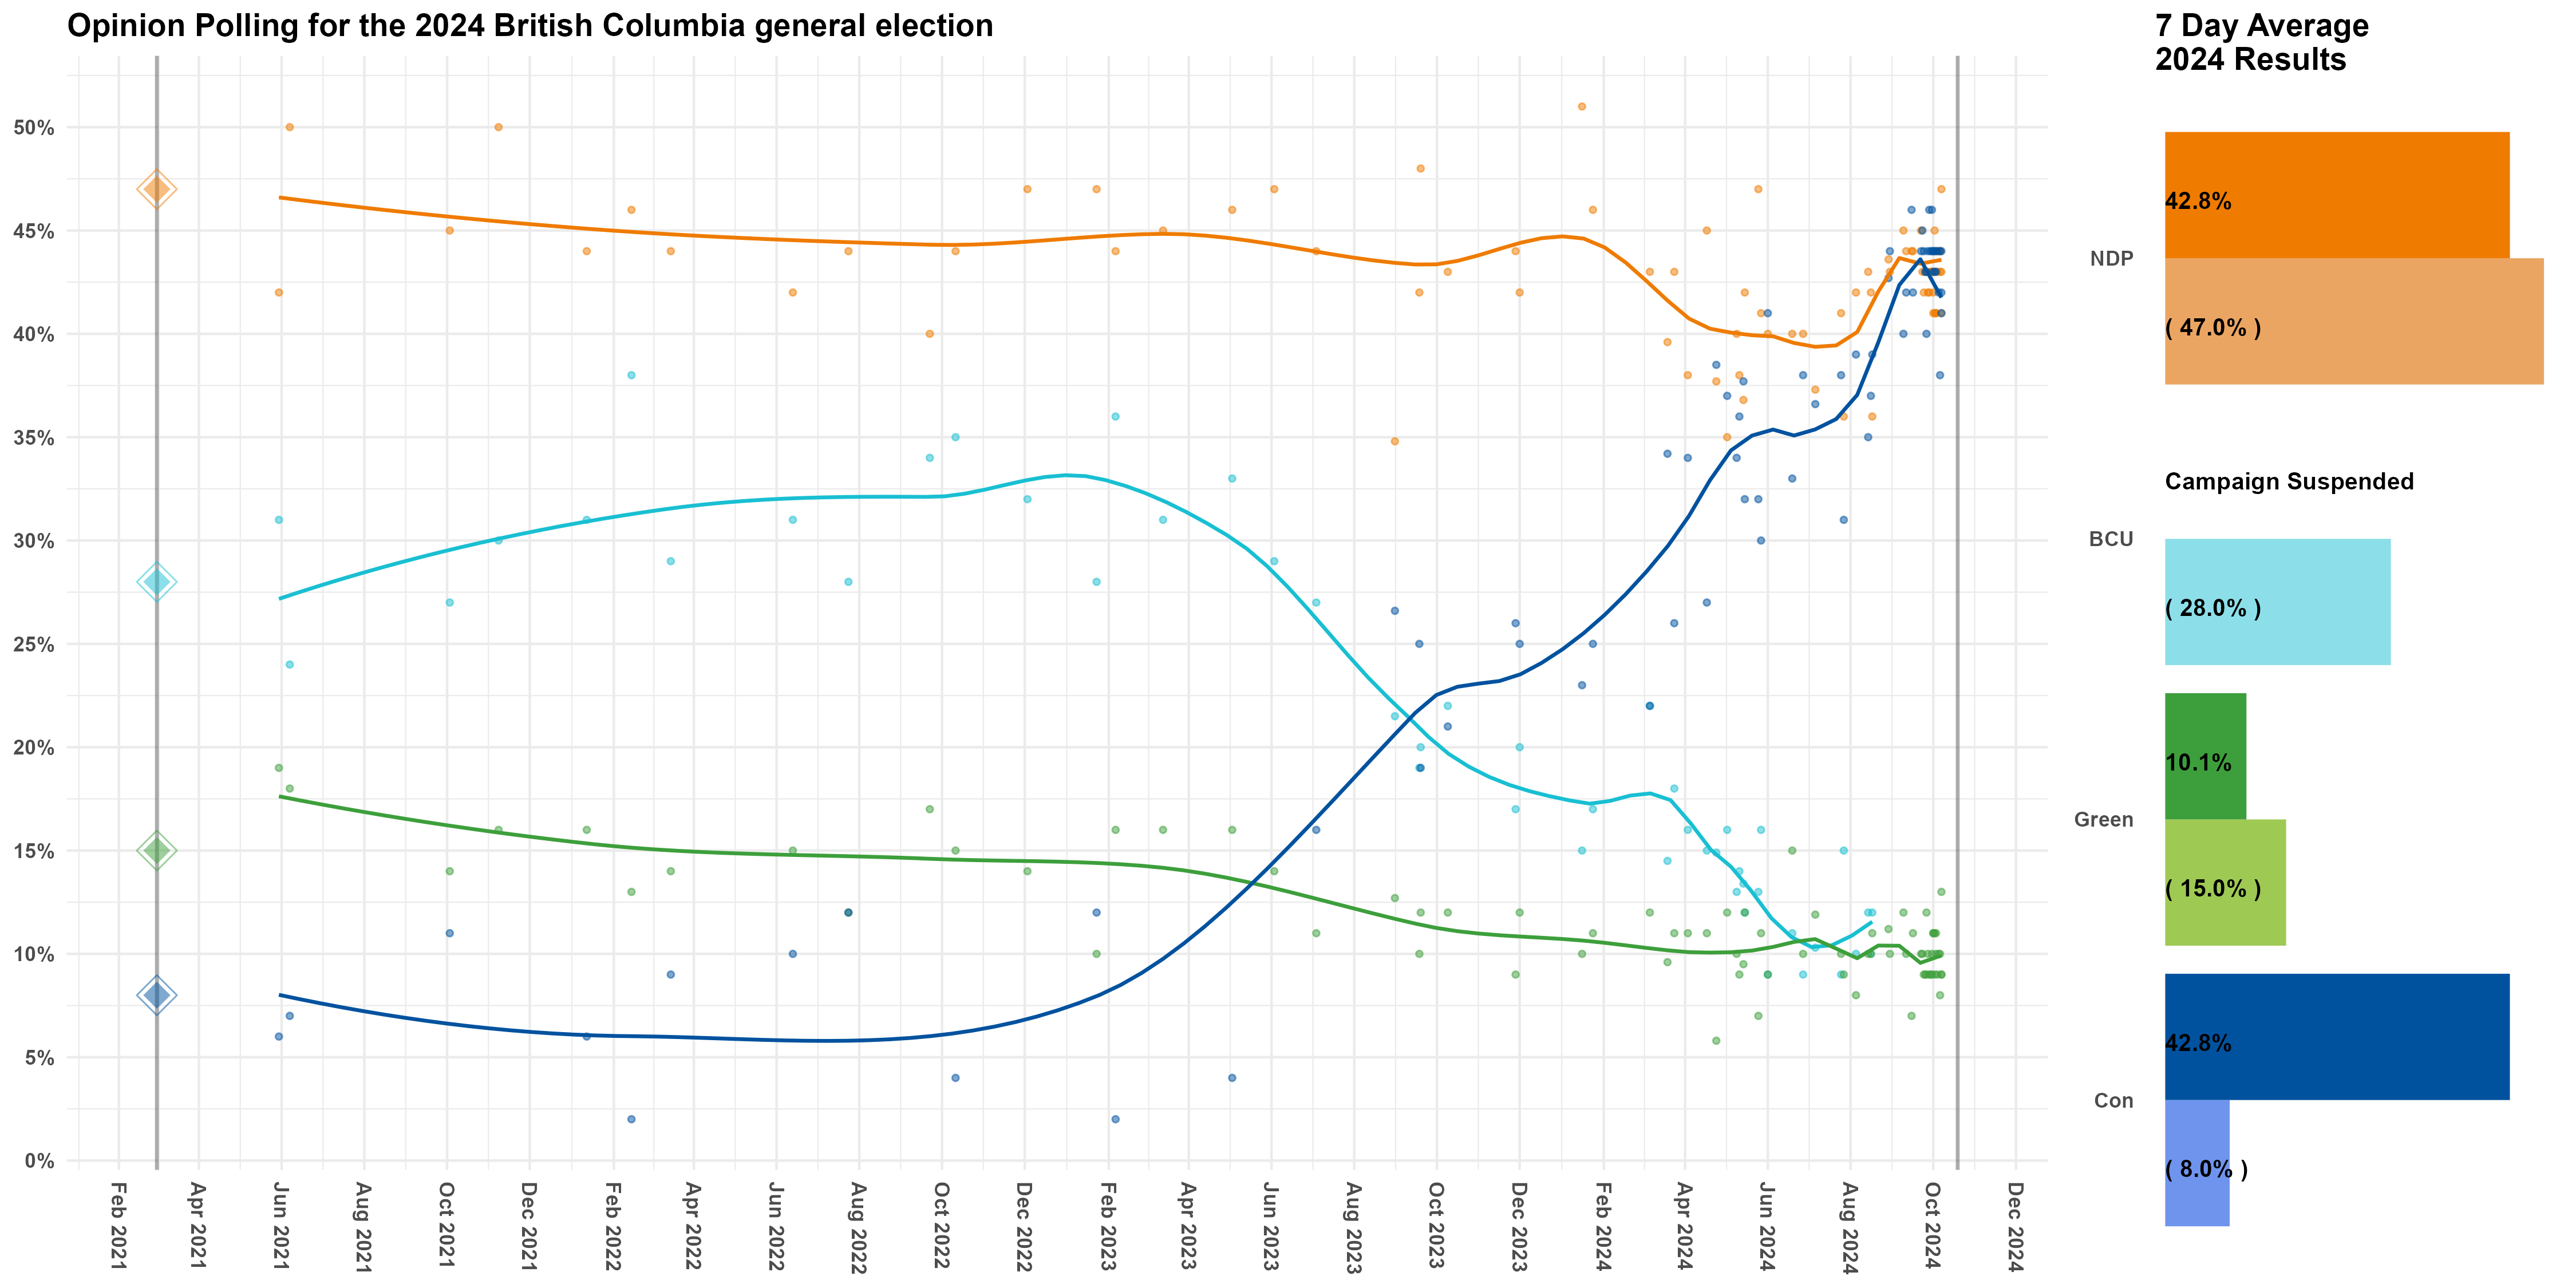 Opinion Polling for the 2024 British Columbia general election
7 Day Average
2024 Results
50%
45%
40%
35%
30%
25%
20%
15%
10%
5%
0%
Feb 2021
Apr 2021
Jun 2021
Aug 2021
Oct 2021
Dec 2021
Feb 2022
Apr 2022
Jun 2022
Aug 2022
Oct 2022
Dec 2022
Feb 2023
Apr 2023
Jun 2023
Aug 2023
Oct 2023
Dec 2023
Feb 2024
Apr 2024
Jun 2024
Aug 2024
Oct 2024
Dec 2024
NDP
42.8%
( 47.0% )
BCU
Campaign Suspended
( 28.0% )
Green
10.1%
( 15.0% )
Con
42.8%
( 8.0% )